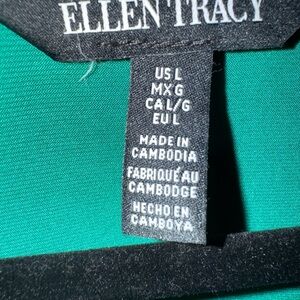 ELLEN TRACY
US L
MX G
CA L/G
EU L
MADE IN
CAMBODIA
FABRIQUÉ AU
CAMBODGE
HECHO EN
CAMBOYA